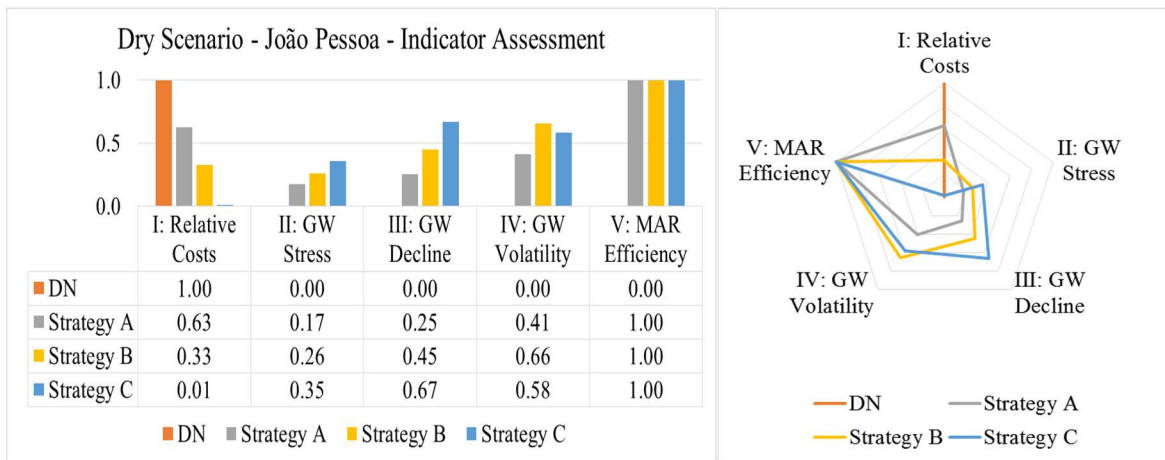 Dry Scenario - João Pessoa - Indicator Assessment
1.0
0.5
0.0
I: Relative Costs
II: GW Stress
III: GW Decline
IV: GW Volatility
V: MAR Efficiency
DN 1.00 0.00 0.00 0.00 0.00
Strategy A 0.63 0.17 0.25 0.41 1.00
Strategy B 0.33 0.26 0.45 0.66 1.00
Strategy C 0.01 0.35 0.67 0.58 1.00
DN Strategy A Strategy B Strategy C
I: Relative
Costs
II: GW
Stress
III: GW
Decline
IV: GW
Volatility
V: MAR
Efficiency
DN Strategy A
Strategy B Strategy C